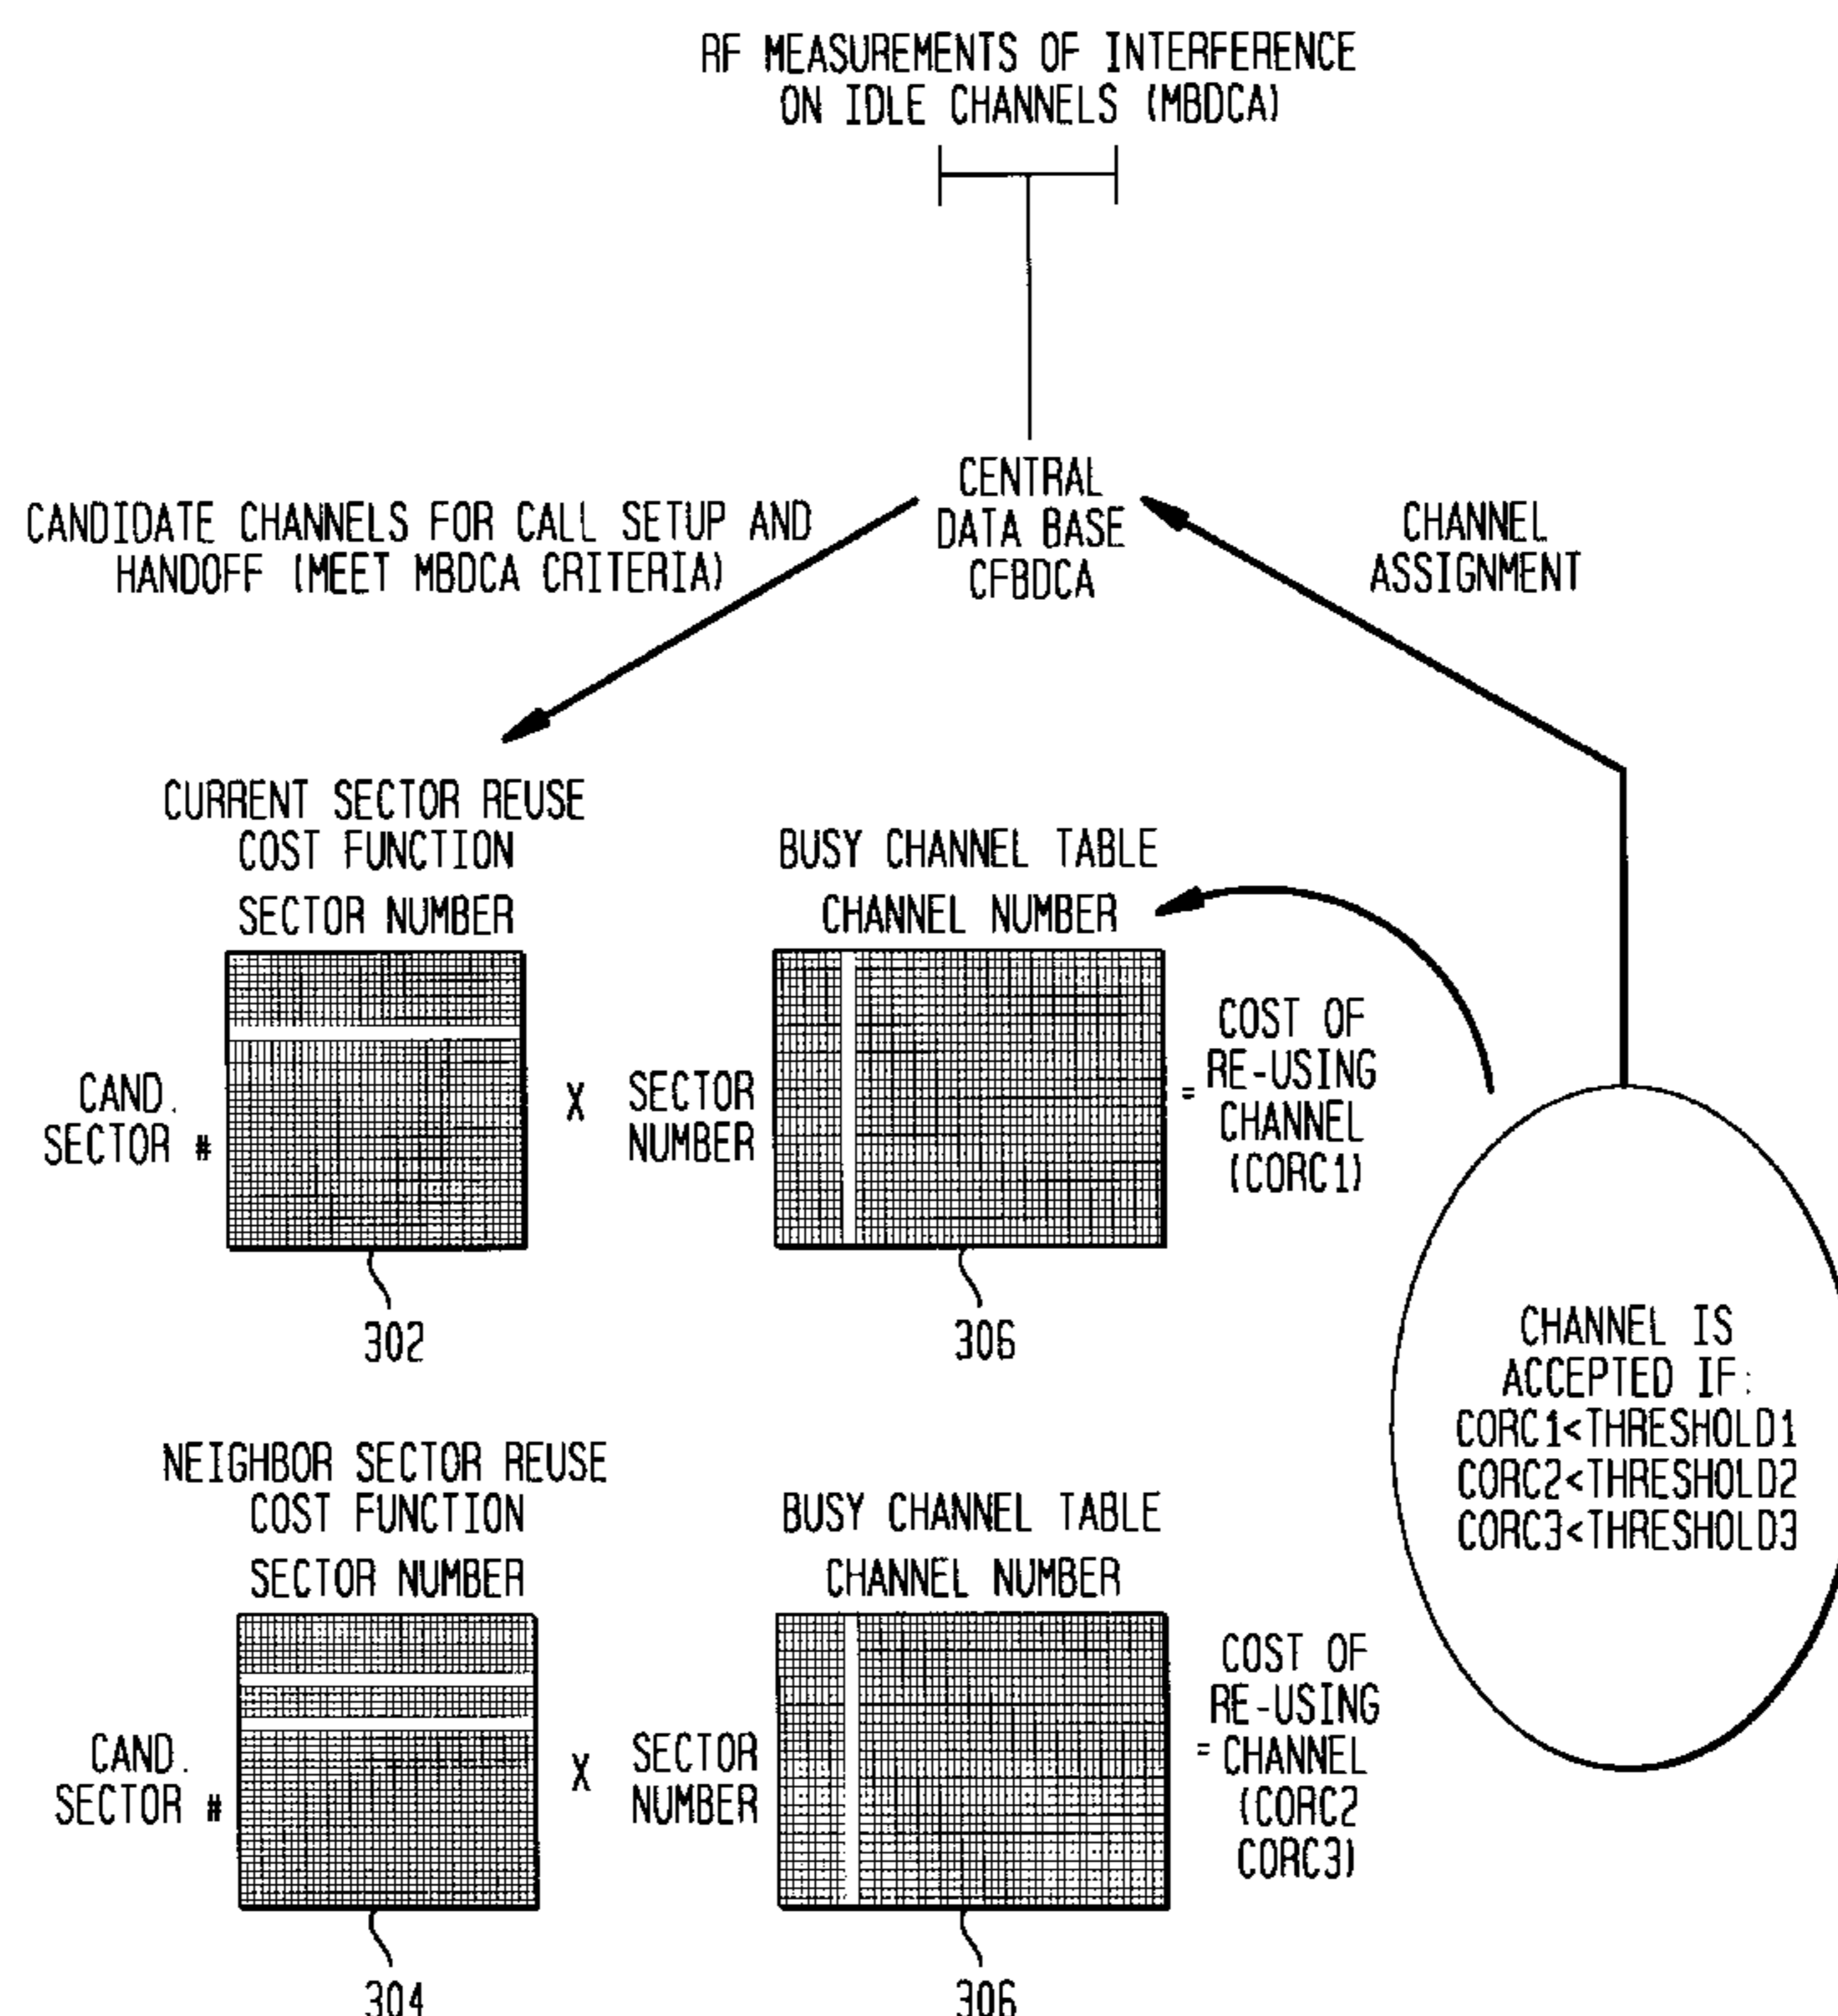 RF MEASUREMENTS OF INTERFERENCE
ON IDLE CHANNELS (MBDCA)
CENTRAL
DATA BASE
CFBDCA
CANDIDATE CHANNELS FOR CALL SETUP AND
HANDOFF (MEET MBDCA CRITERIA)
CHANNEL
ASSIGNMENT
CURRENT SECTOR REUSE
COST FUNCTION
SECTOR NUMBER
CAND.
SECTOR #
302
X
BUSY CHANNEL TABLE
CHANNEL NUMBER
SECTOR
NUMBER
306
=
COST OF
RE-USING
CHANNEL
(CORC1)
CHANNEL IS
ACCEPTED IF:
CORC1<THRESHOLD1
CORC2<THRESHOLD2
CORC3<THRESHOLD3
NEIGHBOR SECTOR REUSE
COST FUNCTION
SECTOR NUMBER
CAND.
SECTOR #
304
X
BUSY CHANNEL TABLE
CHANNEL NUMBER
SECTOR
NUMBER
306
COST OF
RE-USING
= CHANNEL
(CORC2
CORC3)